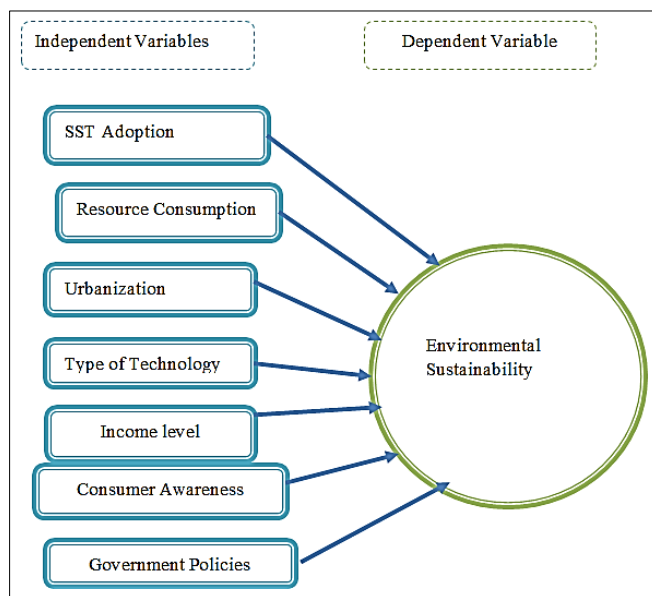 Independent Variables
Dependent Variable
SST Adoption
Resource Consumption
Urbanization
Type of Technology
Income level
Consumer Awareness
Government Policies
Environmental
Sustainability